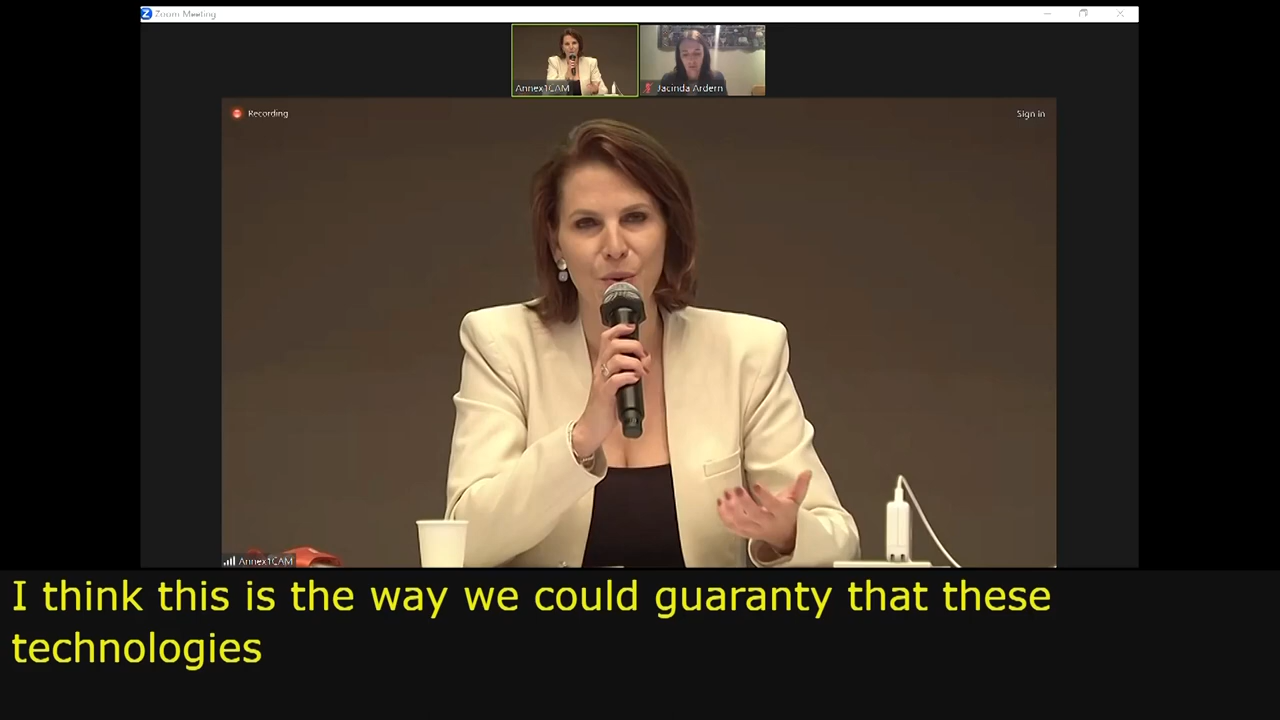 Zoom Meeting
Annex1CAM
Jacinda Ardern
Recording
Sign in
Annex1CAM
I think this is the way we could guaranty that these
technologies